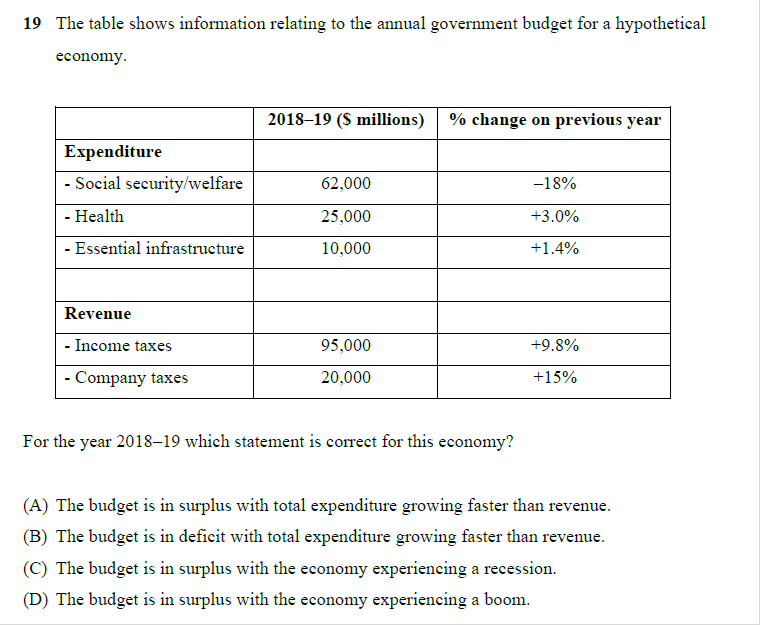 19 The table shows information relating to the annual government budget for a hypothetical
economy.
2018–19 ($ millions) % change on previous year
Expenditure
- Social security/welfare 62,000 –18%
- Health 25,000 +3.0%
- Essential infrastructure 10,000 +1.4%
Revenue
- Income taxes 95,000 +9.8%
- Company taxes 20,000 +15%
For the year 2018–19 which statement is correct for this economy?
(A) The budget is in surplus with total expenditure growing faster than revenue.
(B) The budget is in deficit with total expenditure growing faster than revenue.
(C) The budget is in surplus with the economy experiencing a recession.
(D) The budget is in surplus with the economy experiencing a boom.